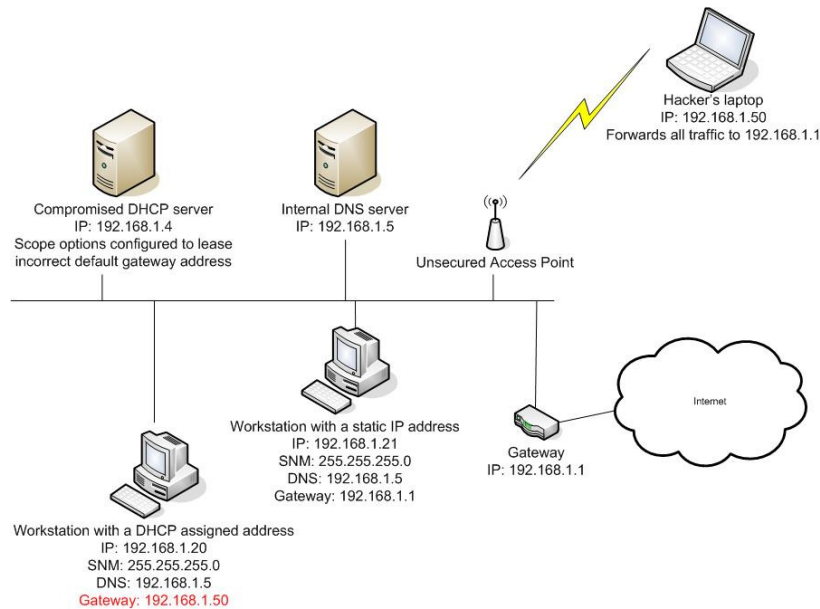 Hacker's laptop
IP: 192.168.1.50
Forwards all traffic to 192.168.1.1
Compromised DHCP server
IP: 192.168.1.4
Scope options configured to lease
incorrect default gateway address
Internal DNS server
IP: 192.168.1.5
Unsecured Access Point
Workstation with a static IP address
IP: 192.168.1.21
SNM: 255.255.255.0
DNS: 192.168.1.5
Gateway: 192.168.1.1
Gateway
IP: 192.168.1.1
Internet
Workstation with a DHCP assigned address
IP: 192.168.1.20
SNM: 255.255.255.0
DNS: 192.168.1.5
Gateway: 192.168.1.50